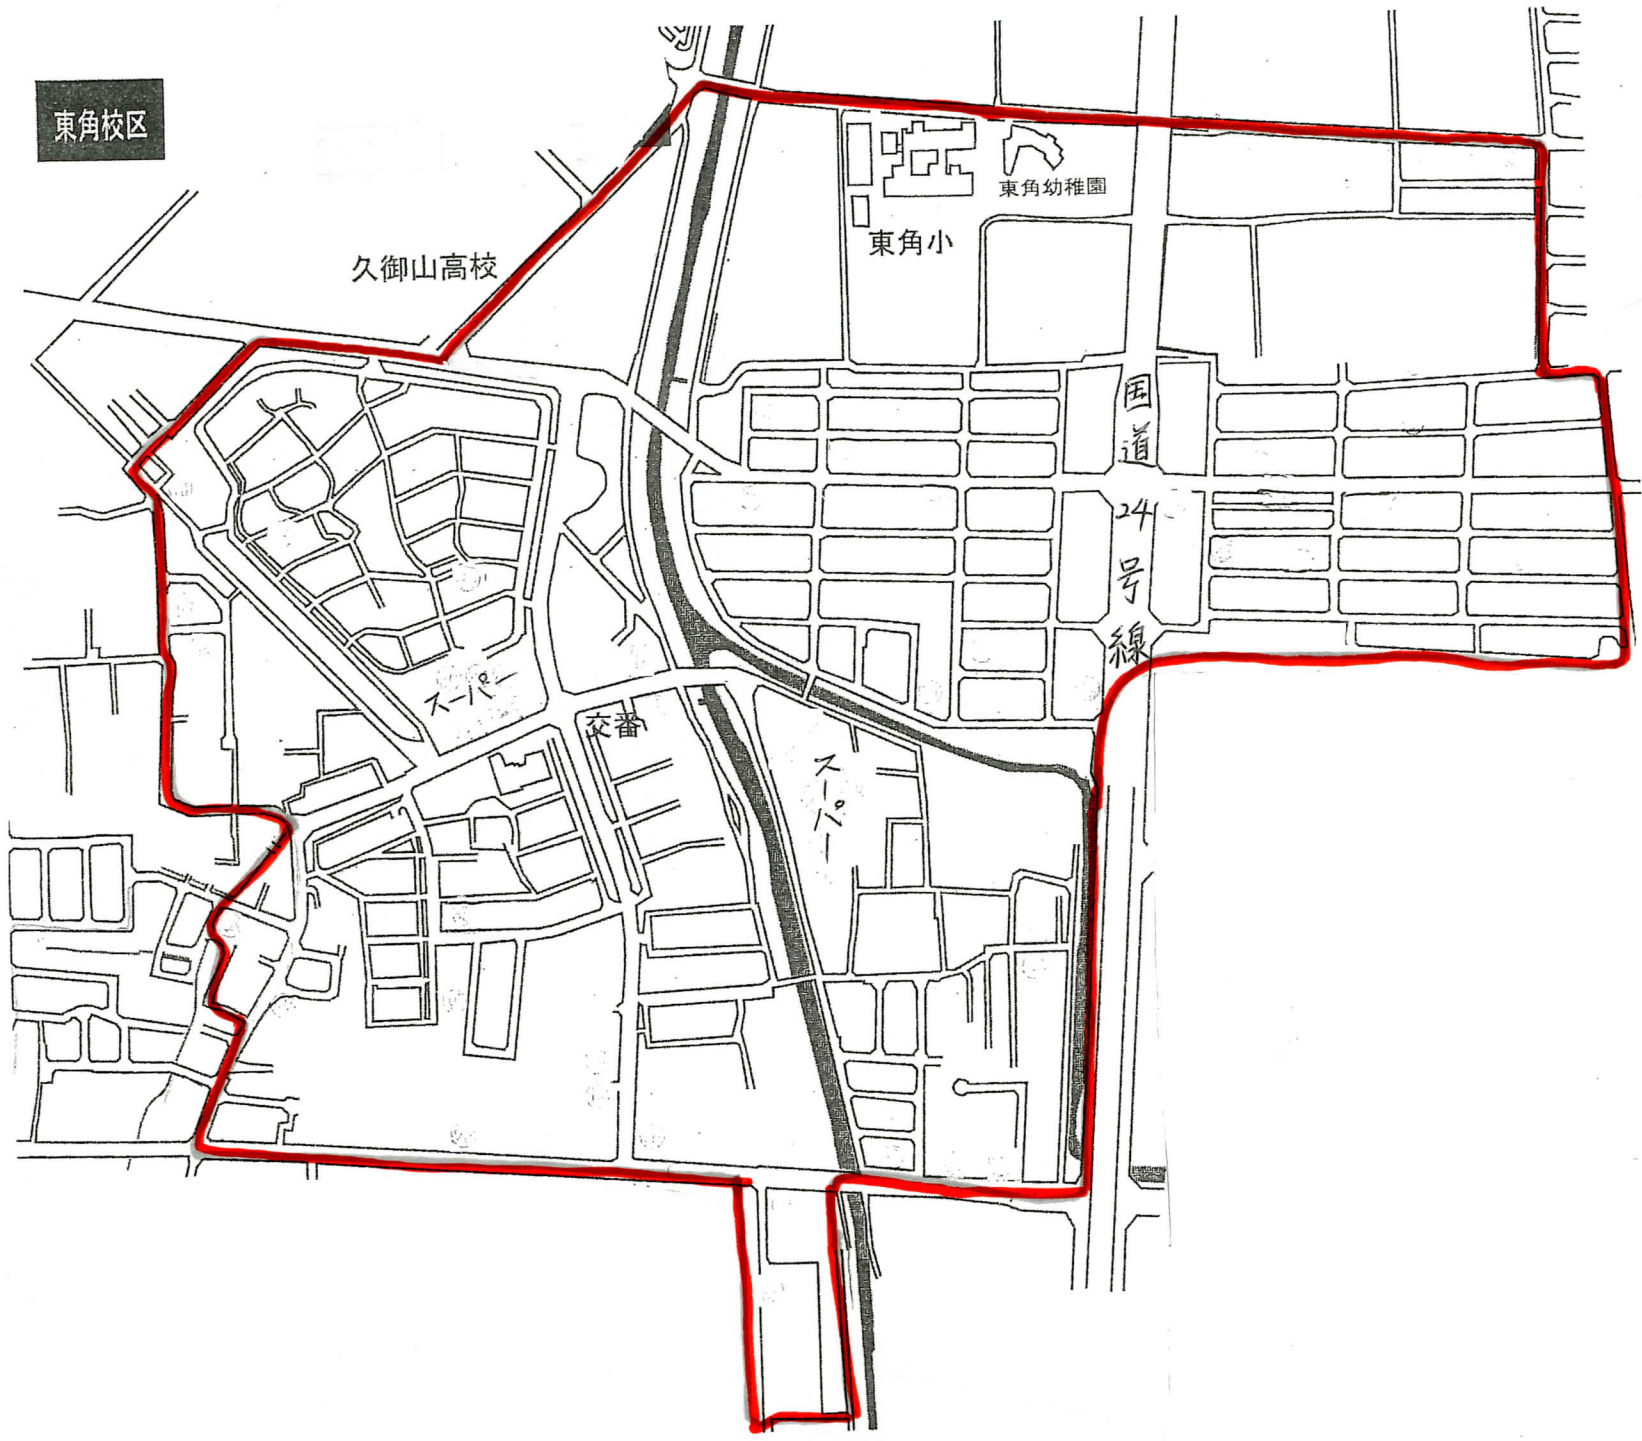 東角校区
東角幼稚園
東角小
久御山高校
国道24号線
スーパー
交番
スーパー